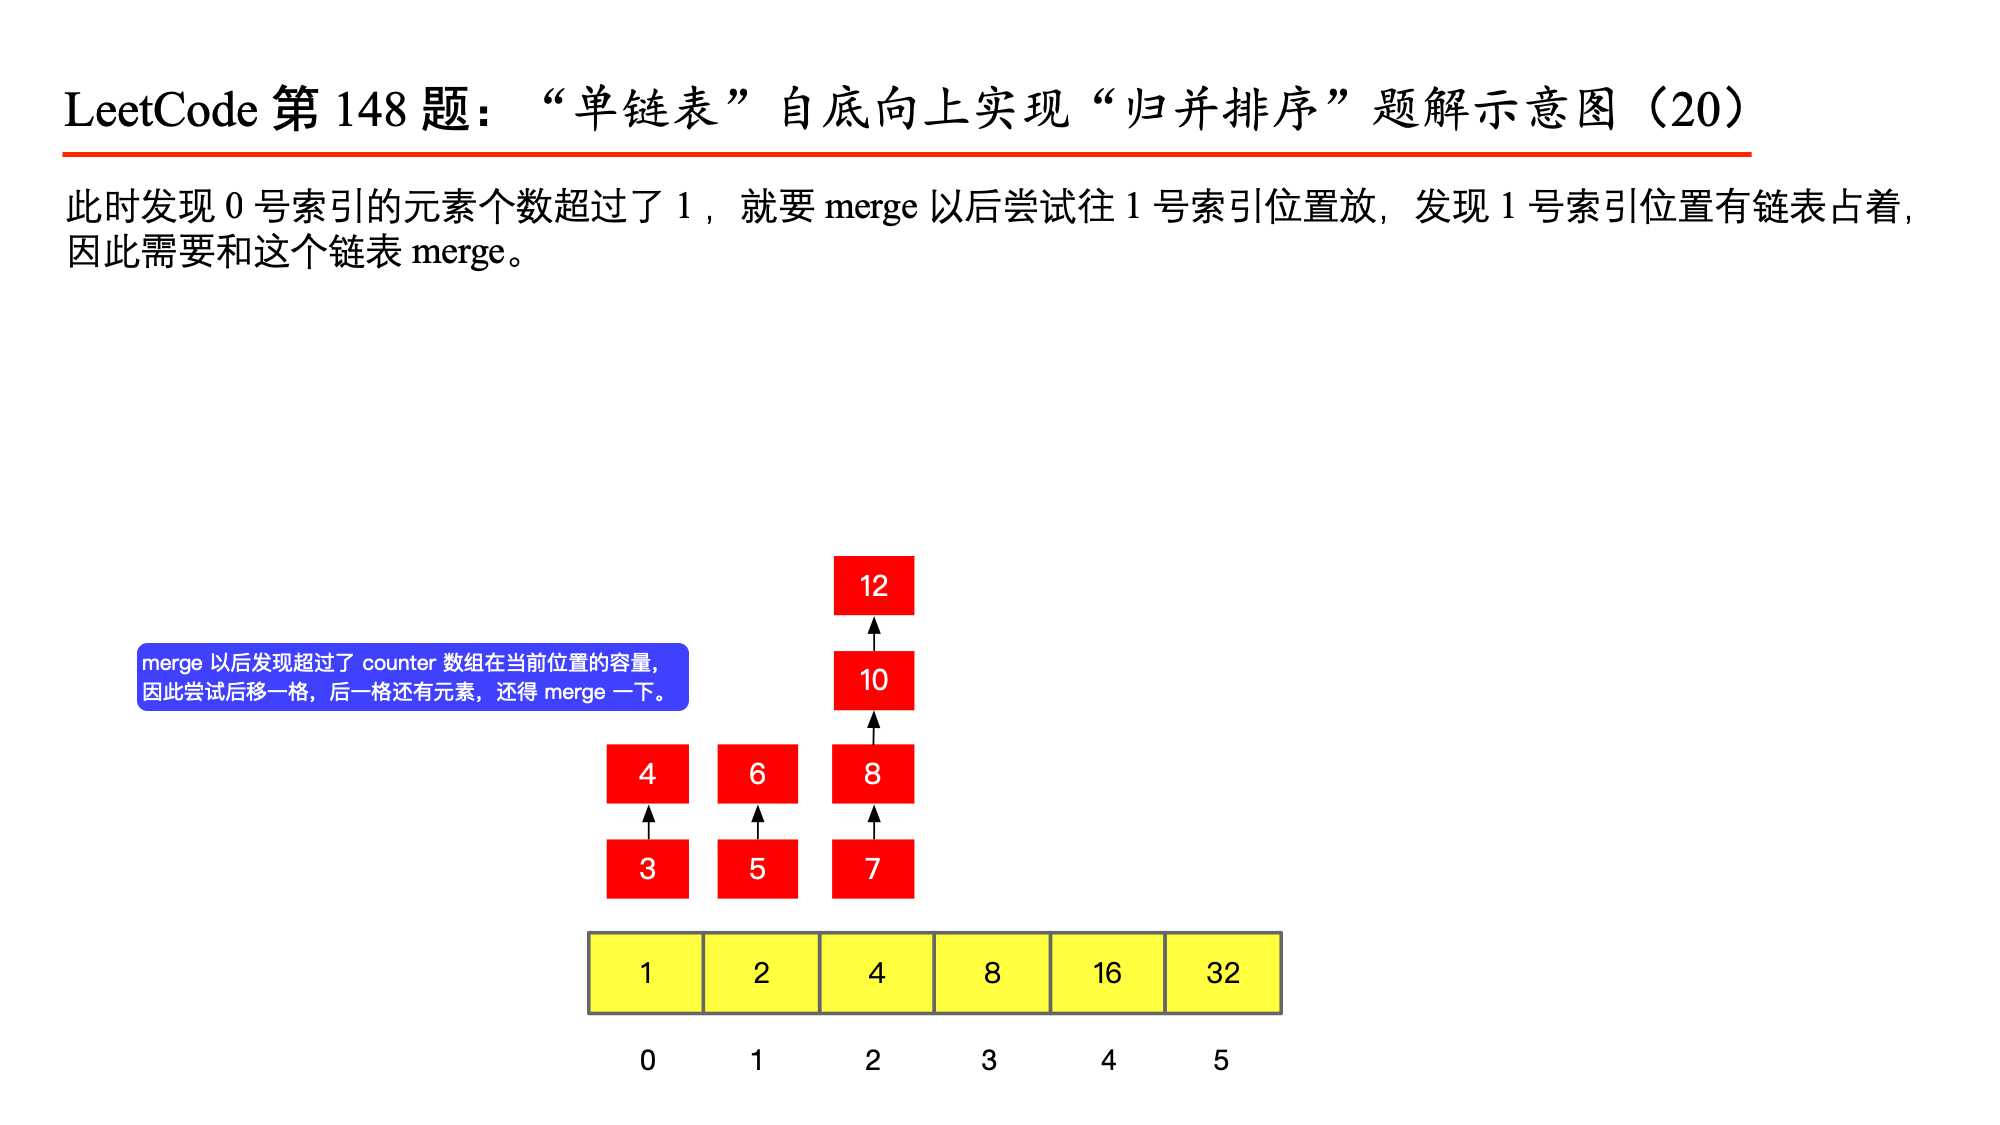 LeetCode 第 148 题：“单链表”自底向上实现“归并排序”题解示意图（20）
此时发现 0 号索引的元素个数超过了 1 ，就要 merge 以后尝试往 1 号索引位置放，发现 1 号索引位置有链表占着，
因此需要和这个链表 merge。
12
merge 以后发现超过了 counter 数组在当前位置的容量，
因此尝试后移一格，后一格还有元素，还得 merge 一下。
10
4 6 8
3 5 7
1 2 4 8 16 32
0 1 2 3 4 5